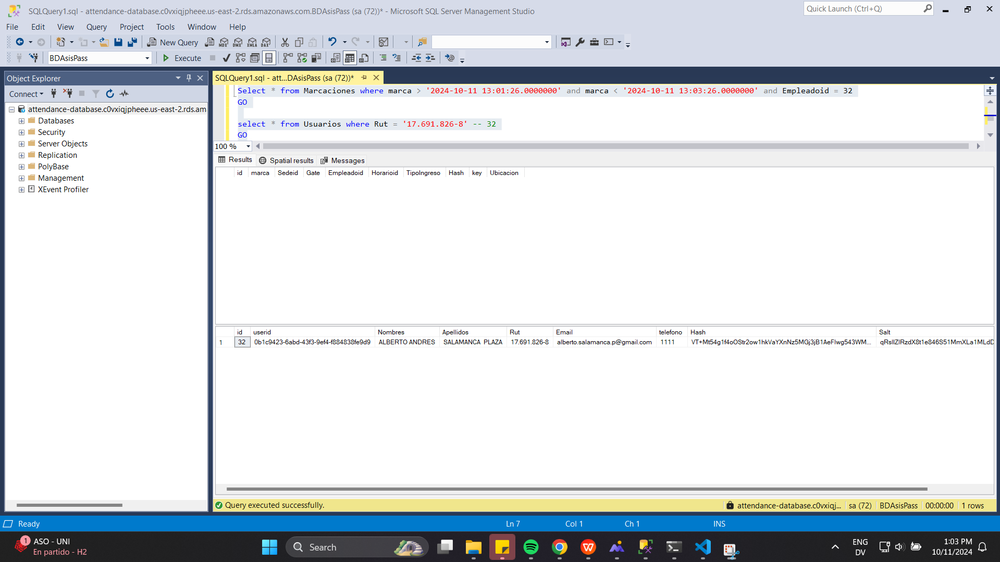 SQLQuery1.sql - attendance-database.c0vxiqjpheee.us-east-2.rds.amazonaws.com.BDAsisPass (sa (72))* - Microsoft SQL Server Management Studio
Quick Launch (Ctrl+Q)
File Edit View Query Project Tools Window Help
New Query MDX DMX XMLA DAX
BDAsisPass Execute
Object Explorer
SQLQuery1.sql - att...DAsisPass (sa (72))*
Connect
attendance-database.c0vxiqjpheee.us-east-2.rds.am
Databases
Security
Server Objects
Replication
PolyBase
Management
XEvent Profiler
Select * from Marcaciones where marca > '2024-10-11 13:01:26.0000000' and marca < '2024-10-11 13:03:26.0000000' and Empleadoid = 32
GO
select * from Usuarios where Rut = '17.691.826-8' -- 32
GO
100 %
Results Spatial results Messages
id marca Sedeid Gate Empleadoid Horarioid TipoIngreso Hash key Ubicacion
id userid Nombres Apellidos Rut Email telefono Hash Salt
1 32 0b1c9423-6abd-43f3-9ef4-f884838fe9d9 ALBERTO ANDRES SALAMANCA PLAZA 17.691.826-8 alberto.salamanca.p@gmail.com 1111
Query executed successfully. attendance-database.c0vxiqj... sa (72) BDAsisPass 00:00:00 1 rows
Ready Ln 7 Col 1 Ch 1 INS
1 ASO - UNI
En partido - H2
Search
ENG
DV
1:03 PM
10/11/2024